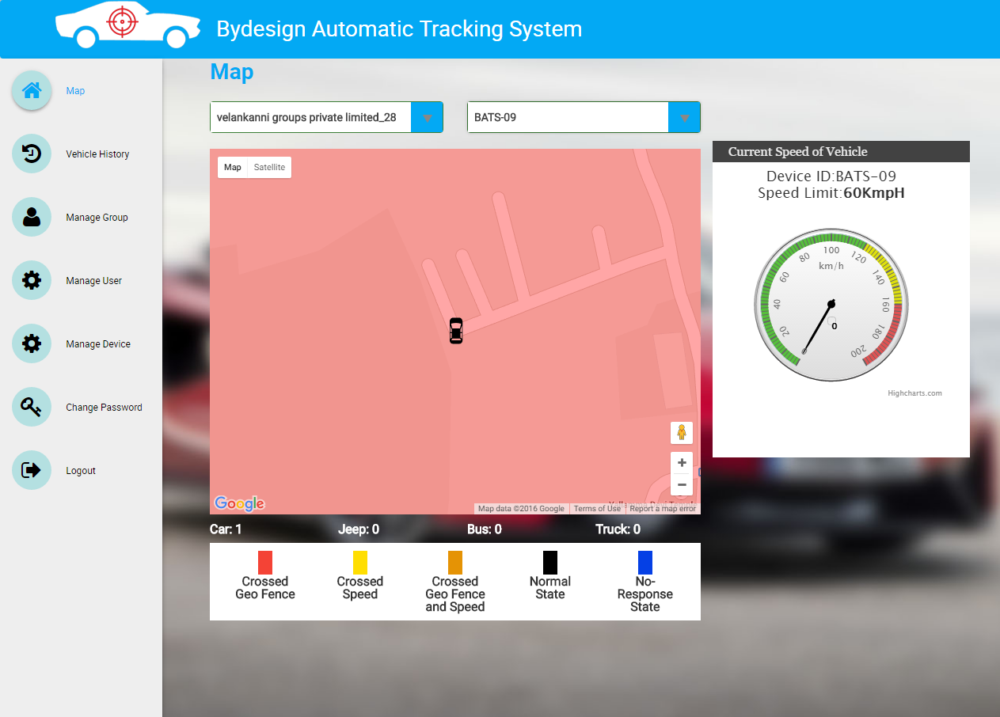 Bydesign Automatic Tracking System
Map
Vehicle History
Manage Group
Manage User
Manage Device
Change Password
Logout
Map
velankanni groups private limited_28
BATS-09
Map Satellite
Google
Map data ©2016 Google Terms of Use Report a map error
Car: 1 Jeep: 0 Bus: 0 Truck: 0
Crossed
Geo Fence
Crossed
Speed
Crossed
Geo Fence
and Speed
Normal
State
No-
Response
State
Current Speed of Vehicle
Device ID:BATS-09
Speed Limit:60KmpH
20
40
60
80
100
120
140
160
180
200
km/h
0
Highcharts.com